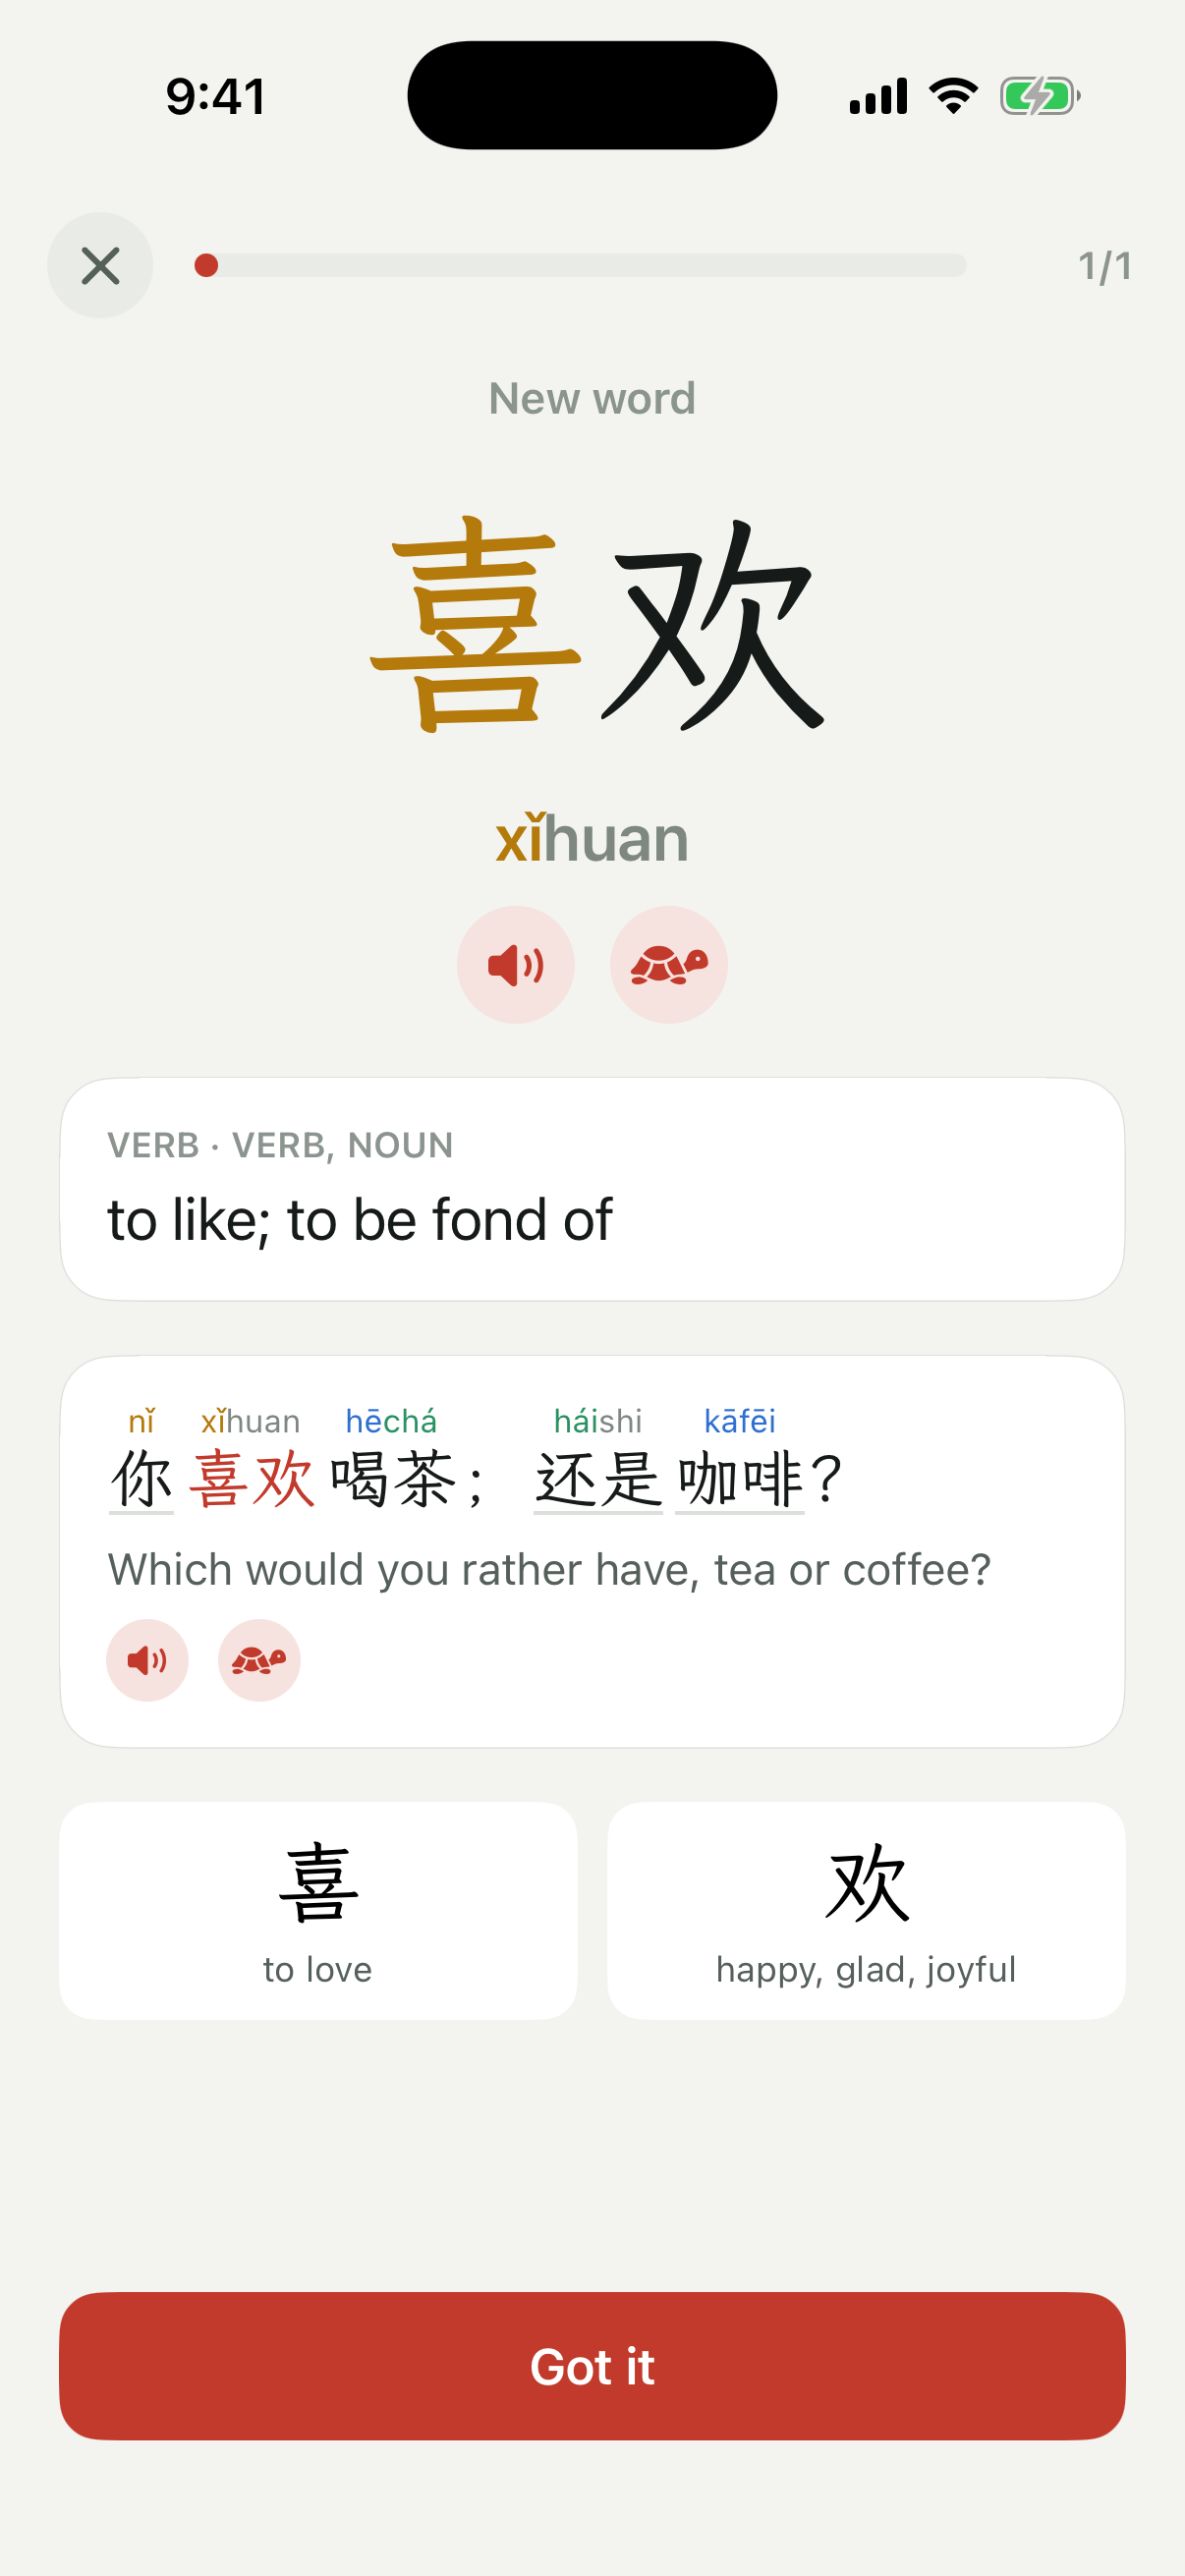 9:41
1/1
New word
喜欢
xǐhuan
VERB · VERB, NOUN
to like; to be fond of
nǐ xǐhuan hēchá háishi kāfēi
你喜欢喝茶； 还是咖啡？
Which would you rather have, tea or coffee?
喜 欢
to love happy, glad, joyful
Got it